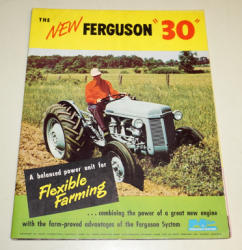 THE NEW FERGUSON "30"
A balanced power unit for
Flexible
Farming
...combining the power of a great new engine
with the farm-proved advantages of the Ferguson System